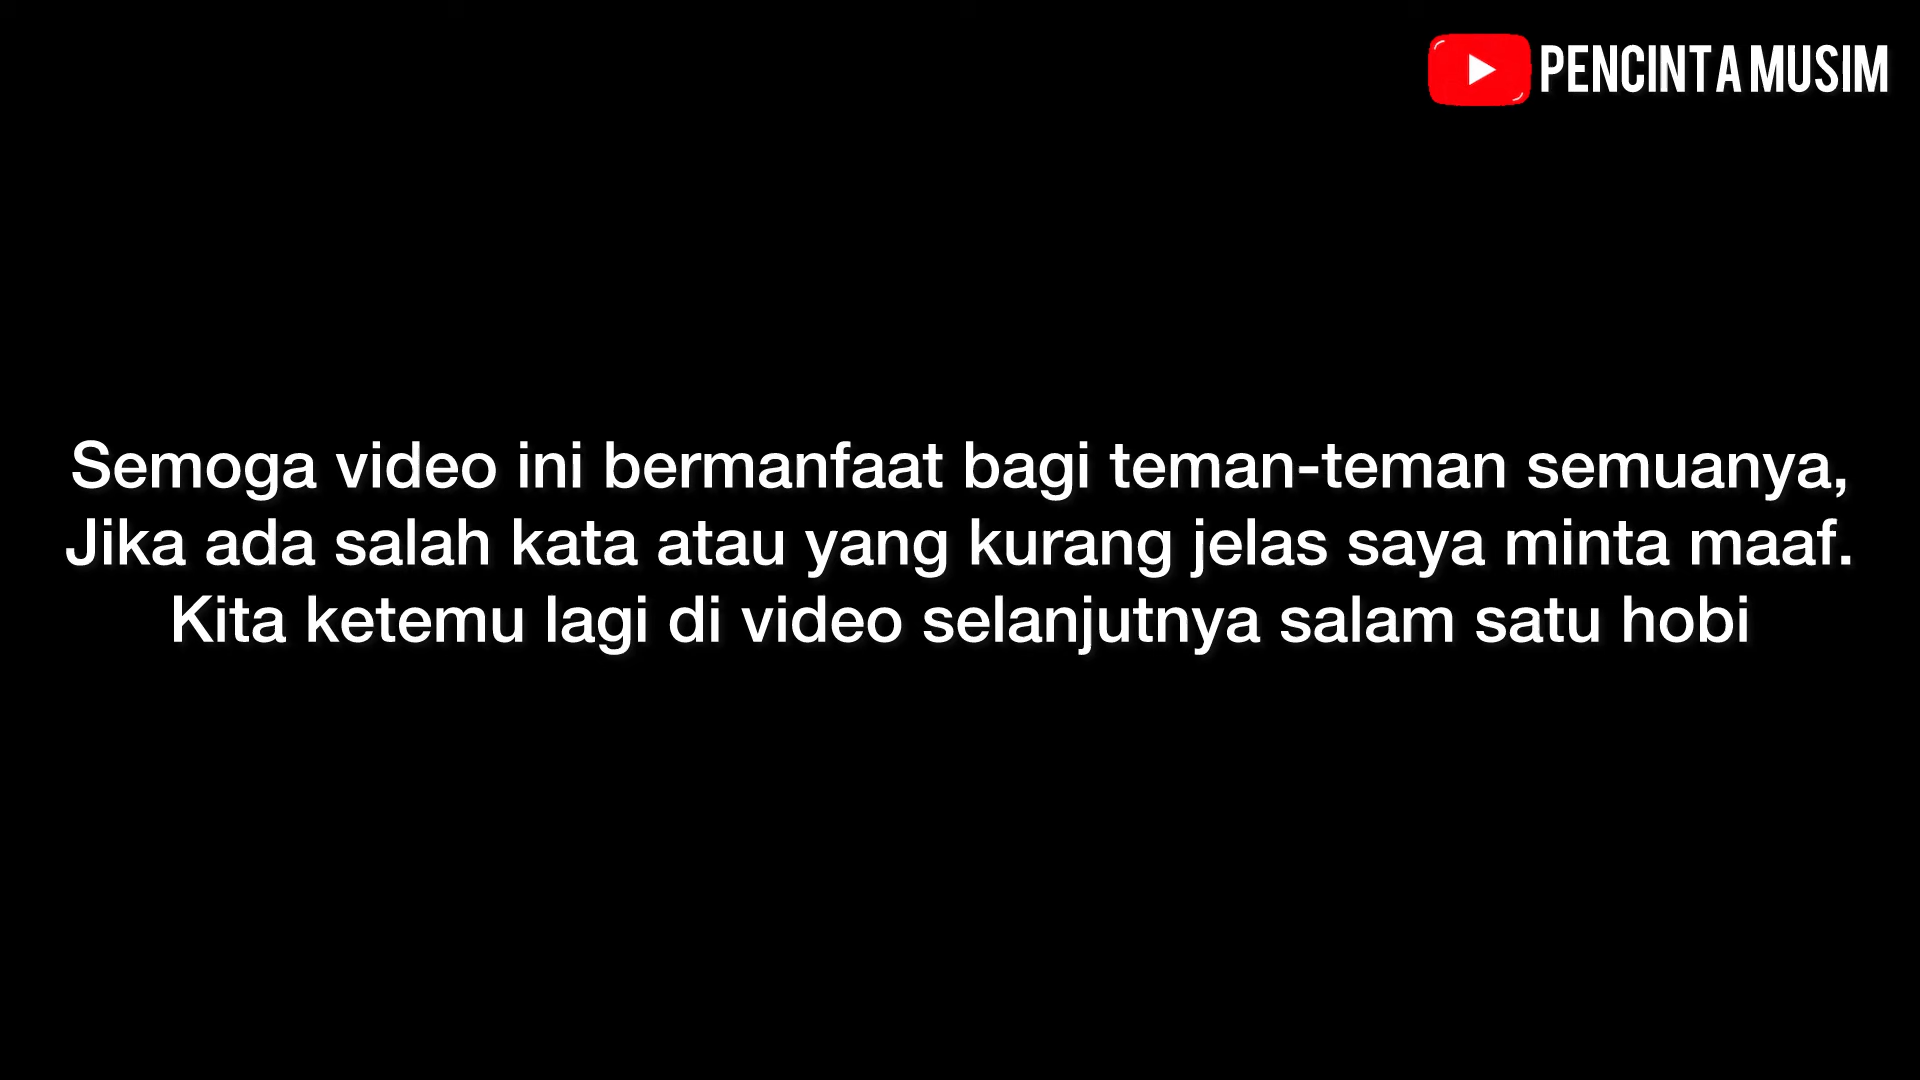 PENCINTA MUSIM
Semoga video ini bermanfaat bagi teman-teman semuanya,
Jika ada salah kata atau yang kurang jelas saya minta maaf.
Kita ketemu lagi di video selanjutnya salam satu hobi